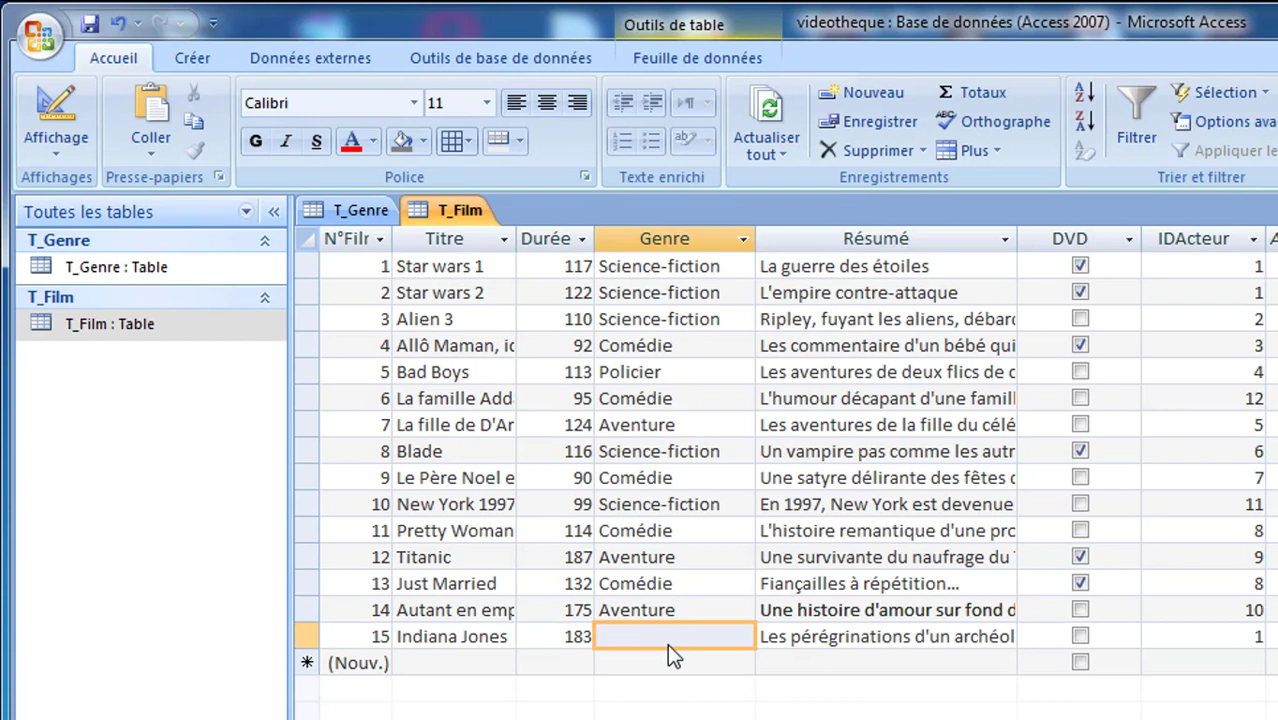 Outils de table videotheque : Base de données (Access 2007) - Microsoft Access
Accueil Créer Données externes Outils de base de données Feuille de données
Calibri 11 Nouveau Totaux Sélection
Enregistrer Orthographe Options ava
Affichage Coller G I S A Actualiser tout Supprimer Plus Filtrer Appliquer le
Affichages Presse-papiers Police Texte enrichi Enregistrements Trier et filtrer
Toutes les tables T_Genre T_Film
T_Genre
T_Genre : Table
T_Film
T_Film : Table
N°Filr Titre Durée Genre Résumé DVD IDActeur A
1 Star wars 1 117 Science-fiction La guerre des étoiles 1
2 Star wars 2 122 Science-fiction L'empire contre-attaque 1
3 Alien 3 110 Science-fiction Ripley, fuyant les aliens, débarc 2
4 Allô Maman, ic 92 Comédie Les commentaire d'un bébé qui 3
5 Bad Boys 113 Policier Les aventures de deux flics de c 4
6 La famille Add 95 Comédie L'humour décapant d'une famill 12
7 La fille de D'Ar 124 Aventure Les aventures de la fille du célé 5
8 Blade 116 Science-fiction Un vampire pas comme les autr 6
9 Le Père Noel e 90 Comédie Une satyre délirante des fêtes c 7
10 New York 1997 99 Science-fiction En 1997, New York est devenue 11
11 Pretty Woman 114 Comédie L'histoire remantique d'une pro 8
12 Titanic 187 Aventure Une survivante du naufrage du T 9
13 Just Married 132 Comédie Fiançailles à répétition... 8
14 Autant en emp 175 Aventure Une histoire d'amour sur fond d 10
15 Indiana Jones 183 Les pérégrinations d'un archéol 1
(Nouv.)